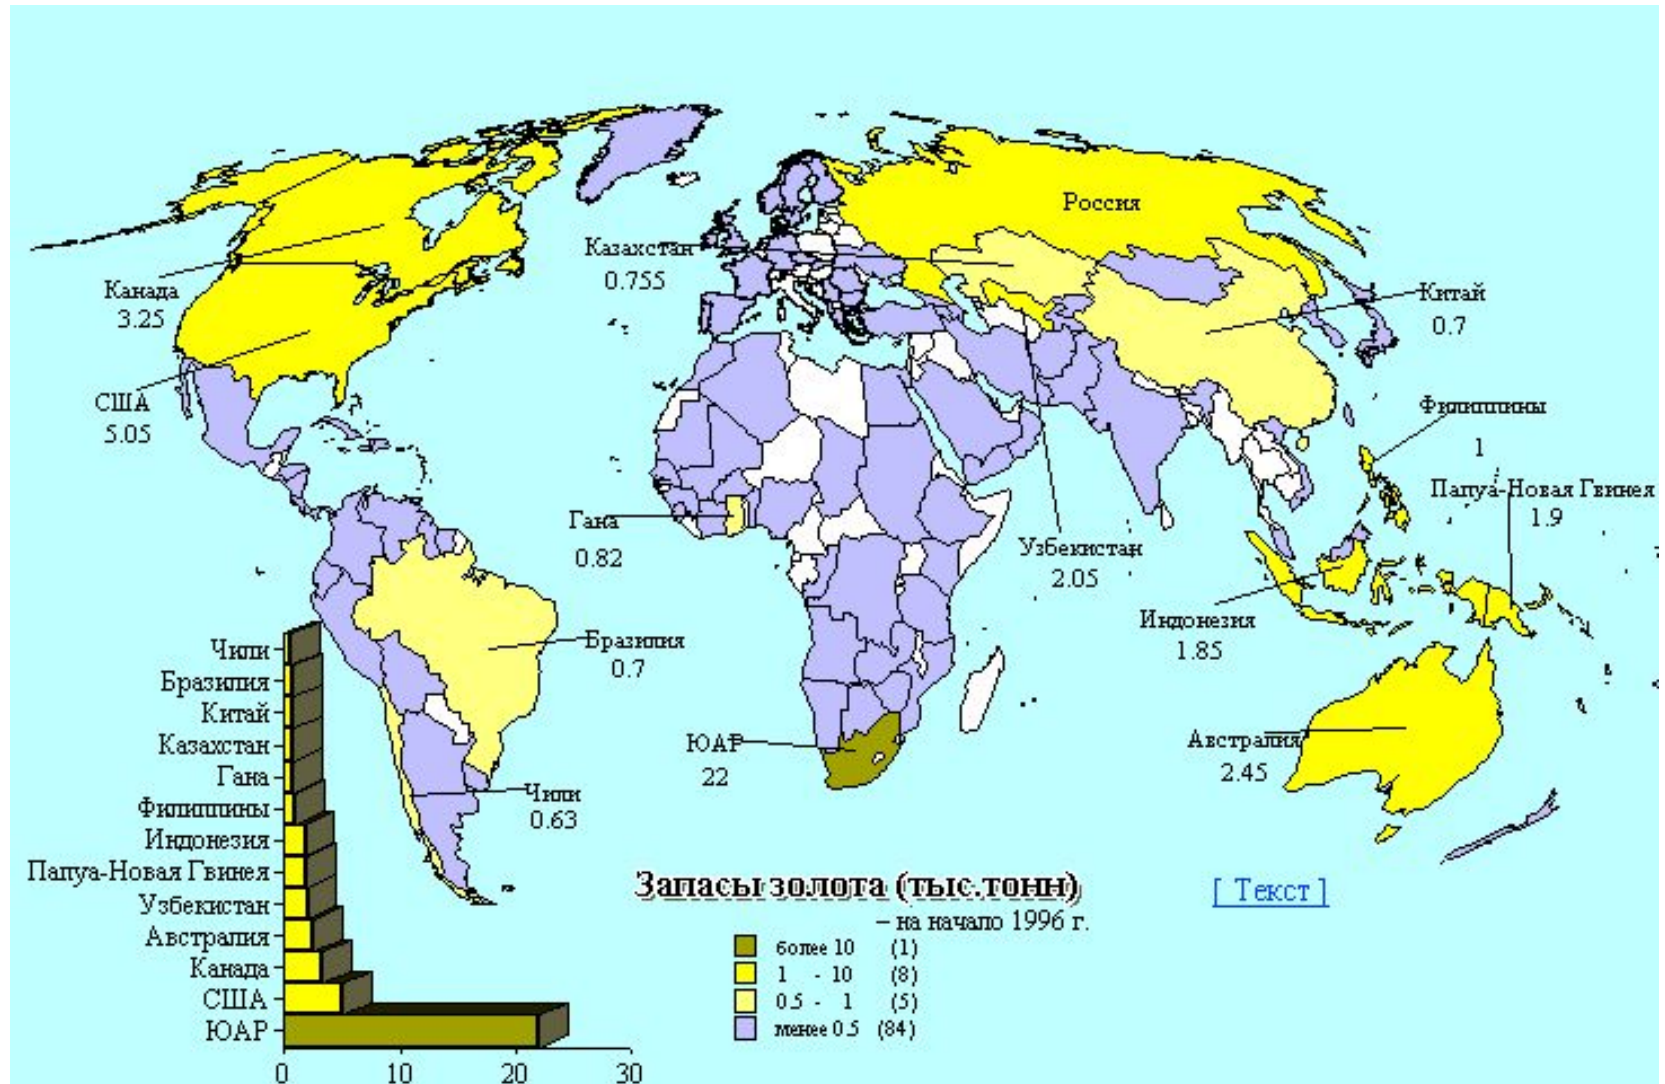 Россия
Казахстан
0.755
Канада
3.25
Китай
0.7
США
5.05
Филиппины
1
Папуа-Новая Гвинея
1.9
Гана
0.82
Узбекистан
2.05
Индонезия
1.85
Бразилия
0.7
ЮАР
22
Австралия
2.45
Чили
0.63
Чили
Бразилия
Китай
Казахстан
Гана
Филиппины
Индонезия
Папуа-Новая Гвинея
Узбекистан
Австралия
Канада
США
ЮАР
0 10 20 30
Запасы золота (тыс.тонн)
– на начало 1996 г.
более 10 (1)
1 - 10 (8)
0.5 - 1 (5)
менее 0.5 (84)
[ Текст ]